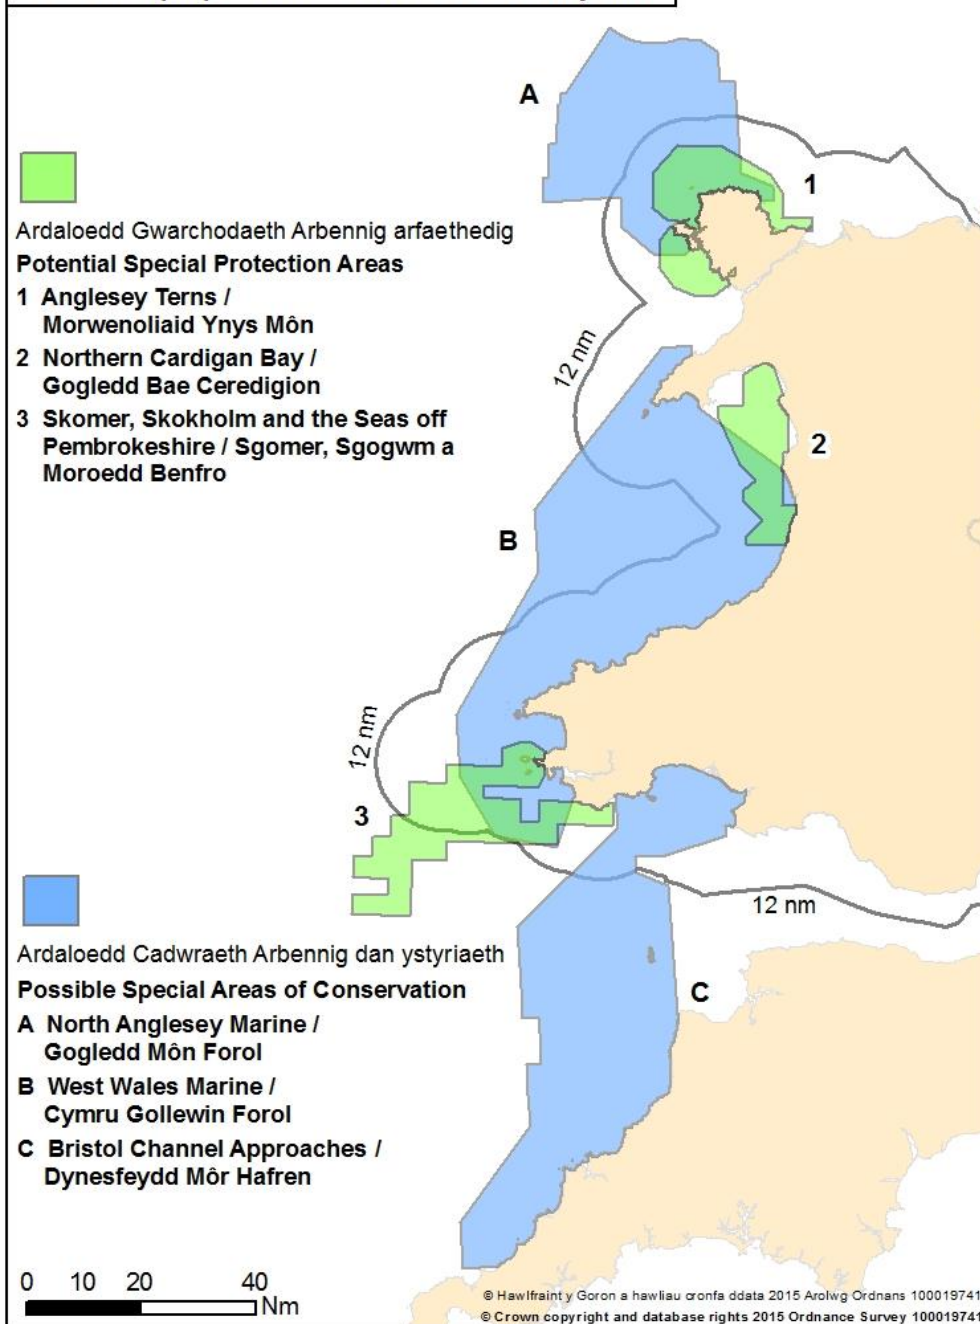 Ardaloedd Gwarchodaeth Arbennig arfaethedig
Potential Special Protection Areas
1 Anglesey Terns /
Morwenoliaid Ynys Môn
2 Northern Cardigan Bay /
Gogledd Bae Ceredigion
3 Skomer, Skokholm and the Seas off
Pembrokeshire / Sgomer, Sgogwm a
Moroedd Benfro
A
1
12 nm
2
B
12 nm
3
12 nm
C
Ardaloedd Cadwraeth Arbennig dan ystyriaeth
Possible Special Areas of Conservation
A North Anglesey Marine /
Gogledd Môn Forol
B West Wales Marine /
Cymru Gollewin Forol
C Bristol Channel Approaches /
Dynesfeydd Môr Hafren
0 10 20 40
Nm
© Hawlfraint y Goron a hawliau cronfa ddata 2015 Arolwg Ordnans 100019741
© Crown copyright and database rights 2015 Ordnance Survey 100019741